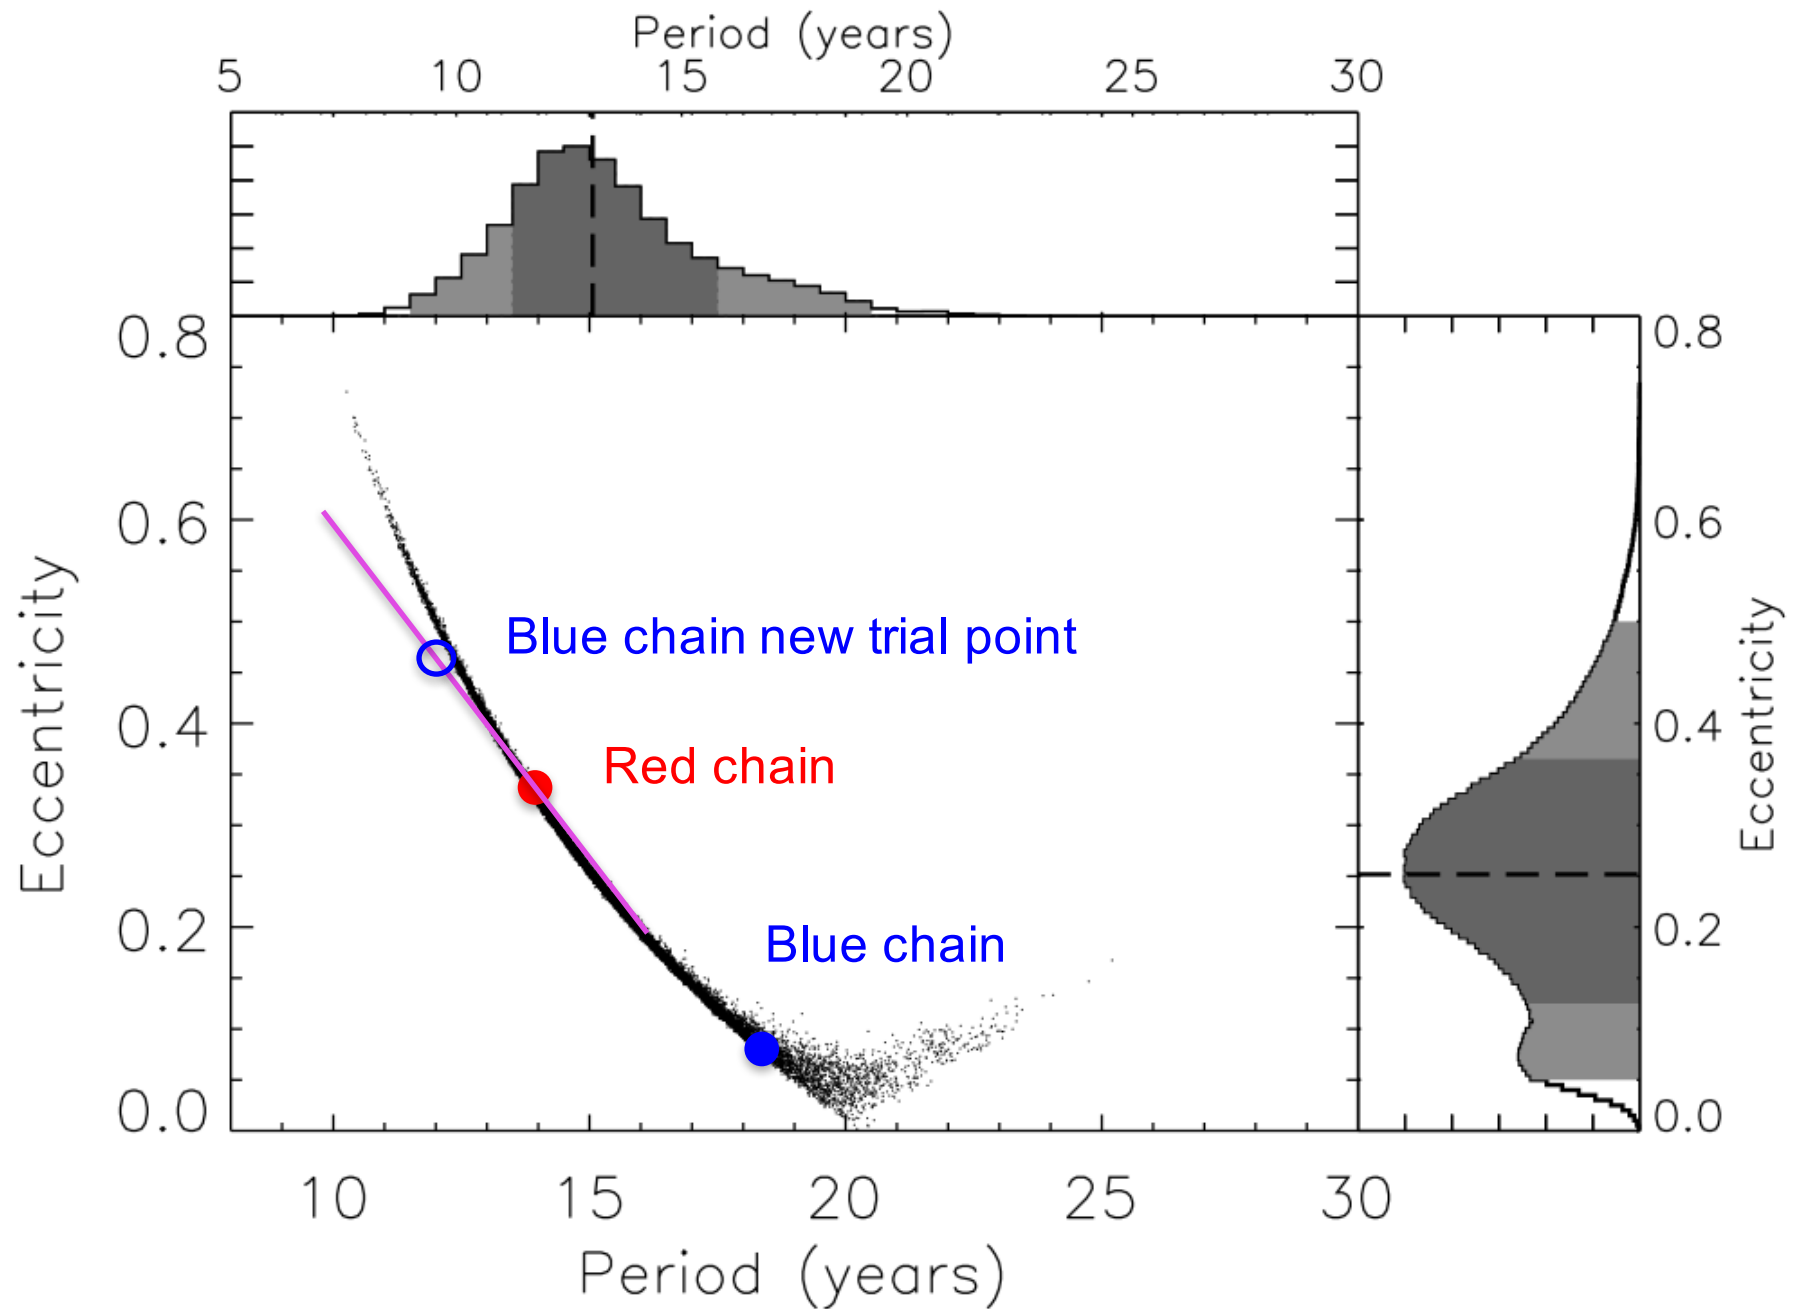 Period (years)
5 10 15 20 25 30
0.8 0.8
0.6 0.6
Blue chain new trial point
Eccentricity
Eccentricity
0.4 0.4
Red chain
0.2 0.2
Blue chain
0.0 0.0
10 15 20 25 30
Period (years)